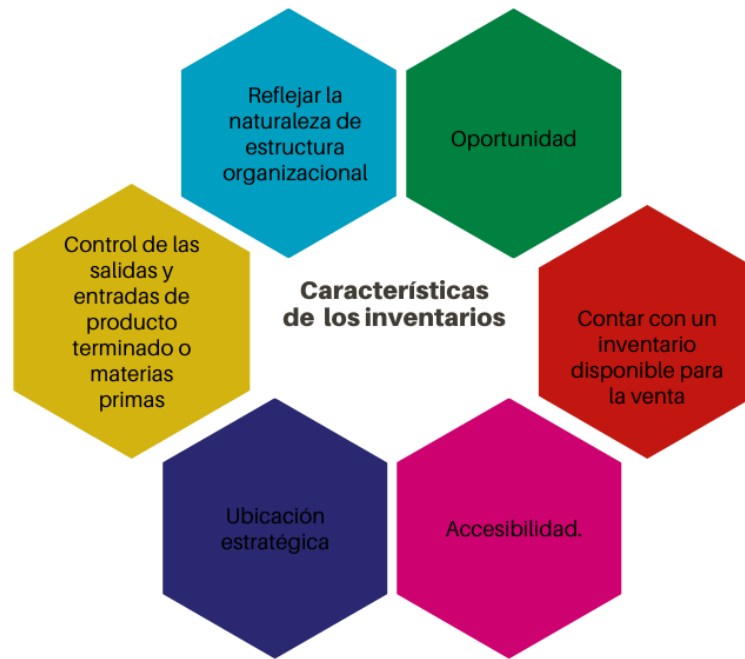 Reflejar la
naturaleza de
estructura
organizacional
Oportunidad
Control de las
salidas y
entradas de
producto
terminado o
materias
primas
Características
de los inventarios
Contar con un
inventario
disponible para
la venta
Ubicación
estratégica
Accesibilidad.